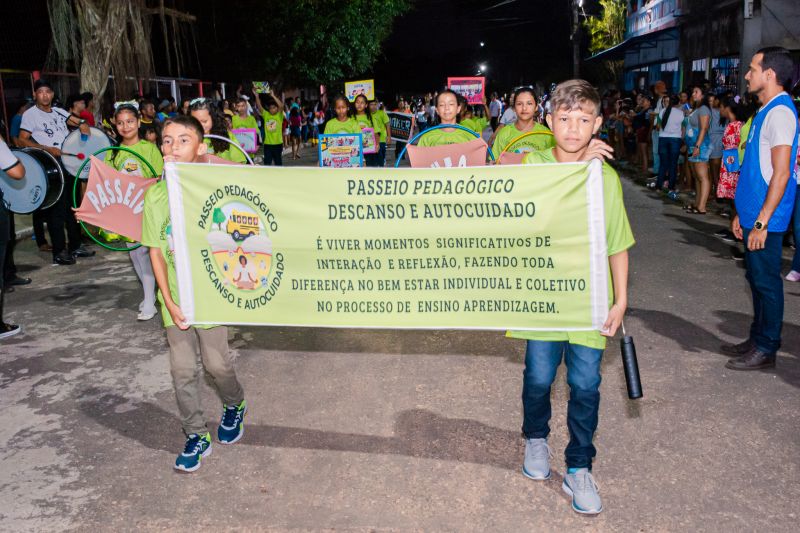 PASSEIO PEDAGÓGICO
DESCANSO E AUTOCUIDADO
É VIVER MOMENTOS SIGNIFICATIVOS DE
INTERAÇÃO E REFLEXÃO, FAZENDO TODA
DIFERENÇA NO BEM ESTAR INDIVIDUAL E COLETIVO
NO PROCESSO DE ENSINO APRENDIZAGEM.
PASSEIO PEDAGÓGICO
DESCANSO E AUTOCUIDADO
PASSEIO